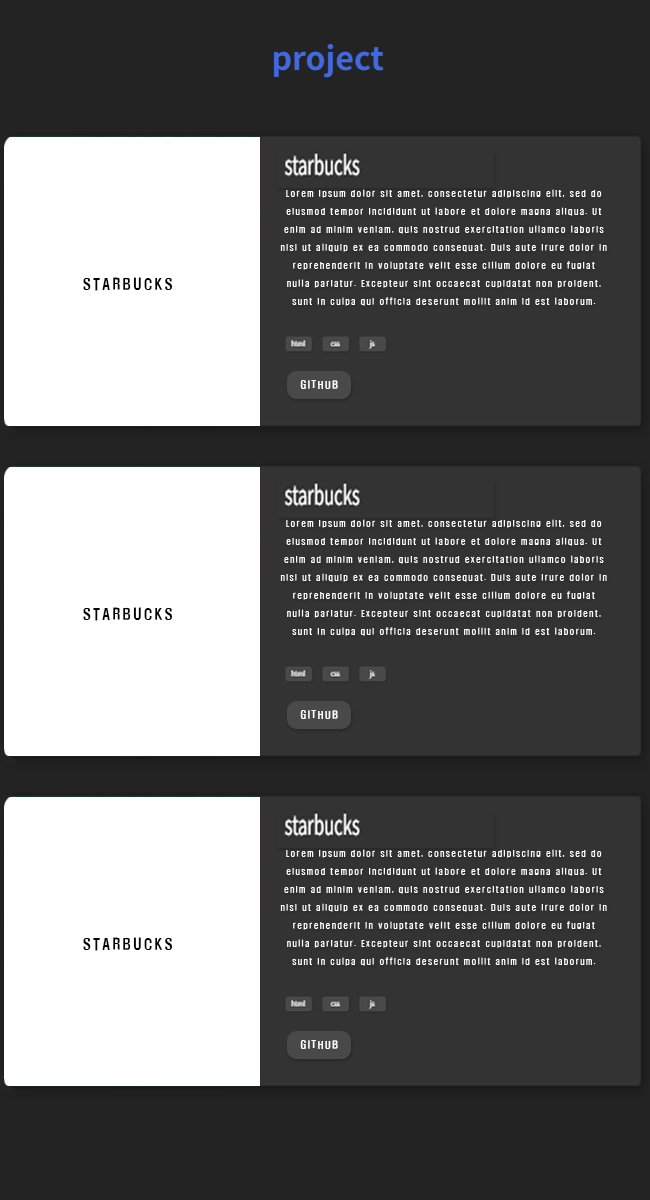 project
starbucks
Lorem ipsum dolor sit amet, consectetur adipiscing elit, sed do
eiusmod tempor incididunt ut labore et dolore magna aliqua. Ut
enim ad minim veniam, quis nostrud exercitation ullamco laboris
nisi ut aliquip ex ea commodo consequat. Duis aute irure dolor in
reprehenderit in voluptate velit esse cillum dolore eu fugiat
nulla pariatur. Excepteur sint occaecat cupidatat non proident,
sunt in culpa qui officia deserunt mollit anim id est laborum.
STARBUCKS
html css js
GITHUB
starbucks
Lorem ipsum dolor sit amet, consectetur adipiscing elit, sed do
eiusmod tempor incididunt ut labore et dolore magna aliqua. Ut
enim ad minim veniam, quis nostrud exercitation ullamco laboris
nisi ut aliquip ex ea commodo consequat. Duis aute irure dolor in
reprehenderit in voluptate velit esse cillum dolore eu fugiat
nulla pariatur. Excepteur sint occaecat cupidatat non proident,
sunt in culpa qui officia deserunt mollit anim id est laborum.
STARBUCKS
html css js
GITHUB
starbucks
Lorem ipsum dolor sit amet, consectetur adipiscing elit, sed do
eiusmod tempor incididunt ut labore et dolore magna aliqua. Ut
enim ad minim veniam, quis nostrud exercitation ullamco laboris
nisi ut aliquip ex ea commodo consequat. Duis aute irure dolor in
reprehenderit in voluptate velit esse cillum dolore eu fugiat
nulla pariatur. Excepteur sint occaecat cupidatat non proident,
sunt in culpa qui officia deserunt mollit anim id est laborum.
STARBUCKS
html css js
GITHUB